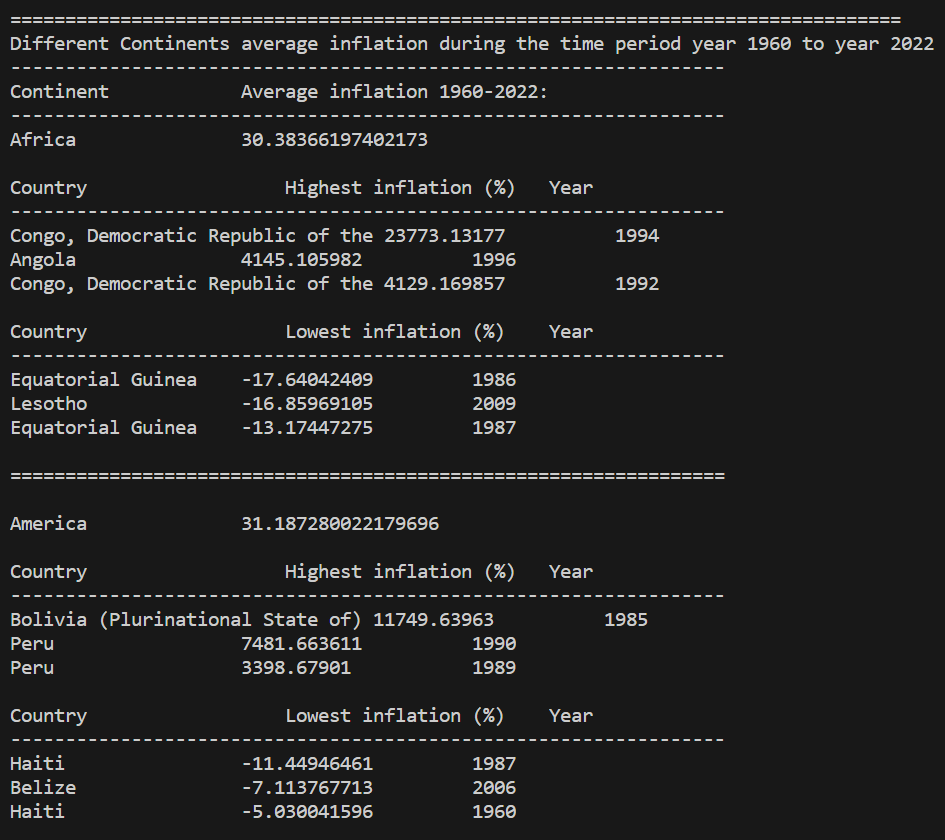 =================================================================================
Different Continents average inflation during the time period year 1960 to year 2022
-----------------------------------------------------------------
Continent            Average inflation 1960-2022:
-----------------------------------------------------------------
Africa               30.38366197402173

Country                  Highest inflation (%)   Year
-----------------------------------------------------------------
Congo, Democratic Republic of the 23773.13177          1994
Angola               4145.105982          1996
Congo, Democratic Republic of the 4129.169857          1992

Country                  Lowest inflation (%)    Year
-----------------------------------------------------------------
Equatorial Guinea    -17.64042409         1986
Lesotho              -16.85969105         2009
Equatorial Guinea    -13.17447275         1987

=================================================================

America              31.187280022179696

Country                  Highest inflation (%)   Year
-----------------------------------------------------------------
Bolivia (Plurinational State of) 11749.63963          1985
Peru                 7481.663611          1990
Peru                 3398.67901           1989

Country                  Lowest inflation (%)    Year
-----------------------------------------------------------------
Haiti                -11.44946461         1987
Belize               -7.113767713         2006
Haiti                -5.030041596         1960